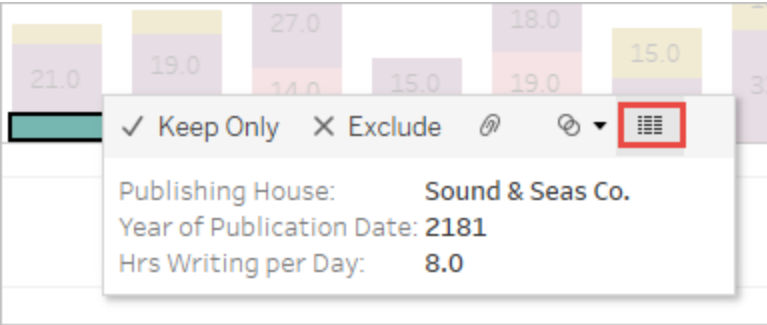 27.0
18.0
21.0
19.0
15.0
14.0
15.0
19.0
Keep Only
Exclude
Publishing House: Sound & Seas Co.
Year of Publication Date: 2181
Hrs Writing per Day: 8.0